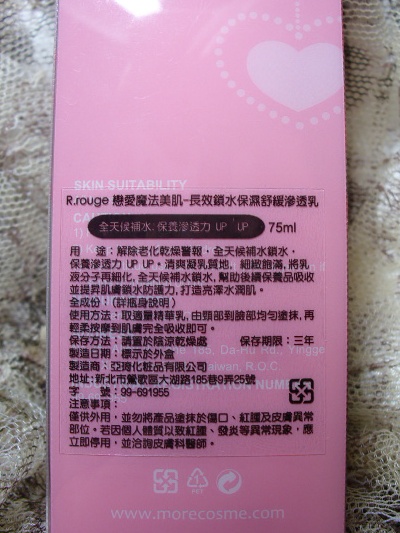 SKIN SUITABILITY
R.rouge 戀愛魔法美肌-長效鎖水保濕舒緩滲透乳
全天候補水. 保養滲透力 UP UP 75ml
用 途：解除老化乾燥警報，全天候補水鎖水，
保養滲透力 UP UP。清爽凝乳質地，細緻飽滿，將乳
液分子再細化，全天候補水鎖水，幫助後續保養品吸收
並提昇肌膚鎖水防護力，打造亮澤水潤肌。
全成份：（詳瓶身說明）
使用方法：取適量精華乳，由頸部到臉部均勻塗抹，再
輕柔按摩到肌膚完全吸收即可。
保存方法：請置於陰涼乾燥處 保存期限：三年
製造日期：標示於外盒
185, Da-Hu Rd., Yingge
製造商：亞濤化粧品有限公司
Taiwan, R.O.C
地址：新北市鶯歌區大湖路185巷9弄25號
字 號：99-691955
注意事項：
僅供外用，並勿將產品塗抹於傷口、紅腫及皮膚異常
部位。若因個人體質以致紅腫、發炎等異常現象，應
立即停用，並洽詢皮膚科醫師。
www.morecosme.com